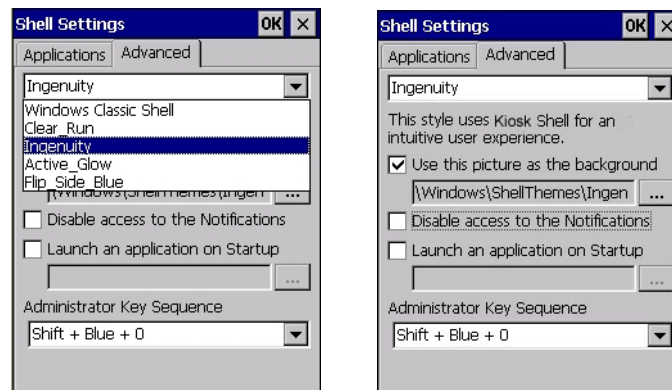 Shell Settings OK ×
Applications Advanced
Ingenuity
Windows Classic Shell
Clear_Run
Ingenuity
Active_Glow
Flip_Side_Blue
\Windows\ShellThemes\Ingen ...
Disable access to the Notifications
Launch an application on Startup
...
Administrator Key Sequence
Shift + Blue + 0
Shell Settings OK ×
Applications Advanced
Ingenuity
This style uses Kiosk Shell for an
intuitive user experience.
Use this picture as the background
\Windows\ShellThemes\Ingen ...
Disable access to the Notifications
Launch an application on Startup
...
Administrator Key Sequence
Shift + Blue + 0